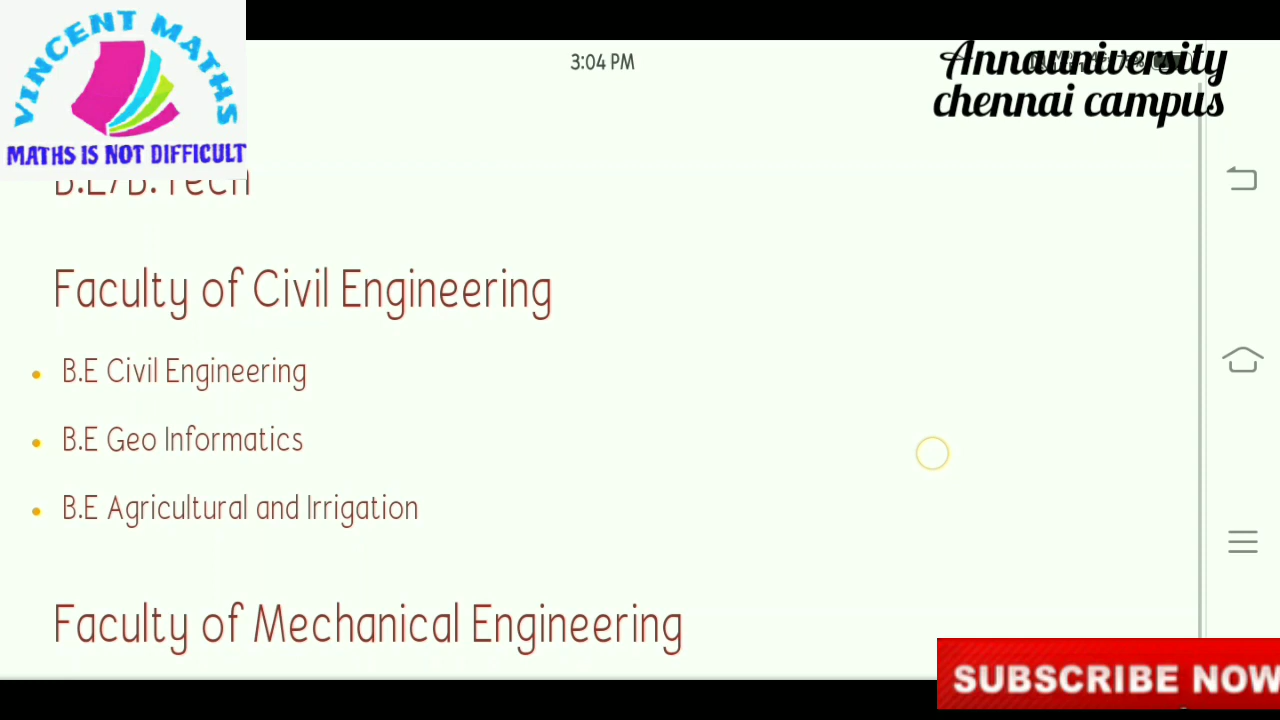 VINCENT MATHS
MATHS IS NOT DIFFICULT
3:04 PM
Annauniversity
chennai campus
B.E/B.Tech
Faculty of Civil Engineering
B.E Civil Engineering
B.E Geo Informatics
B.E Agricultural and Irrigation
Faculty of Mechanical Engineering
SUBSCRIBE NOW